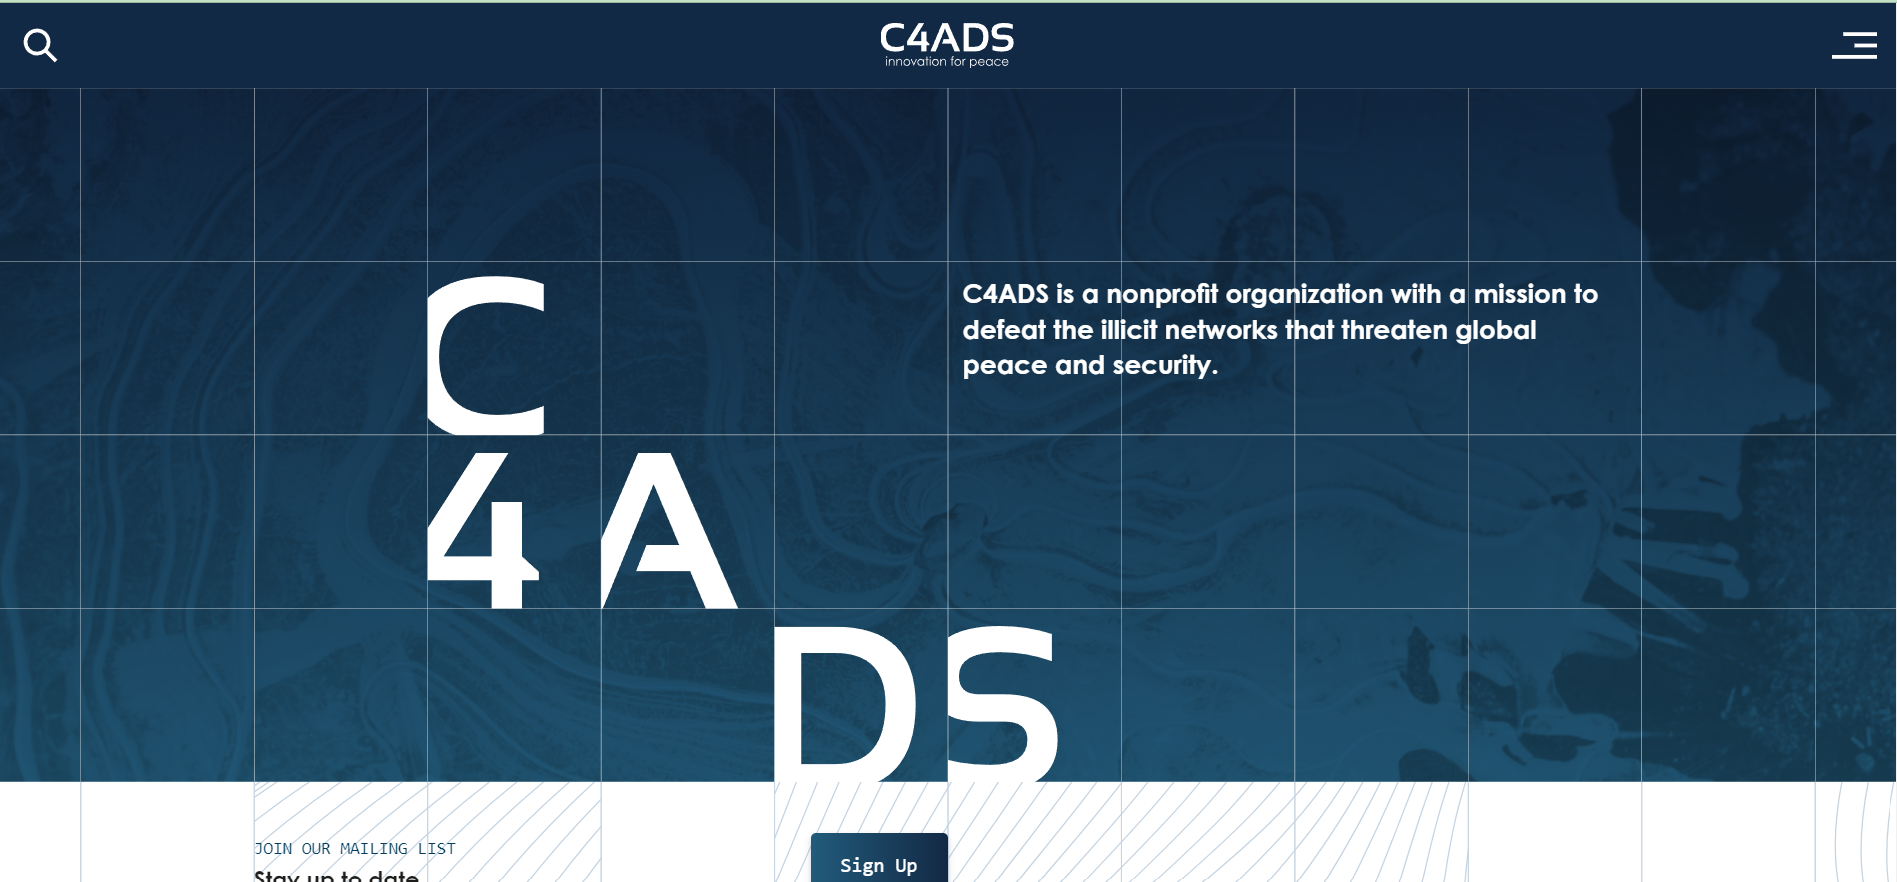 C4ADS
innovation for peace
C
4 A
DS
C4ADS is a nonprofit organization with a mission to
defeat the illicit networks that threaten global
peace and security.
JOIN OUR MAILING LIST
Stay up to date
Sign Up